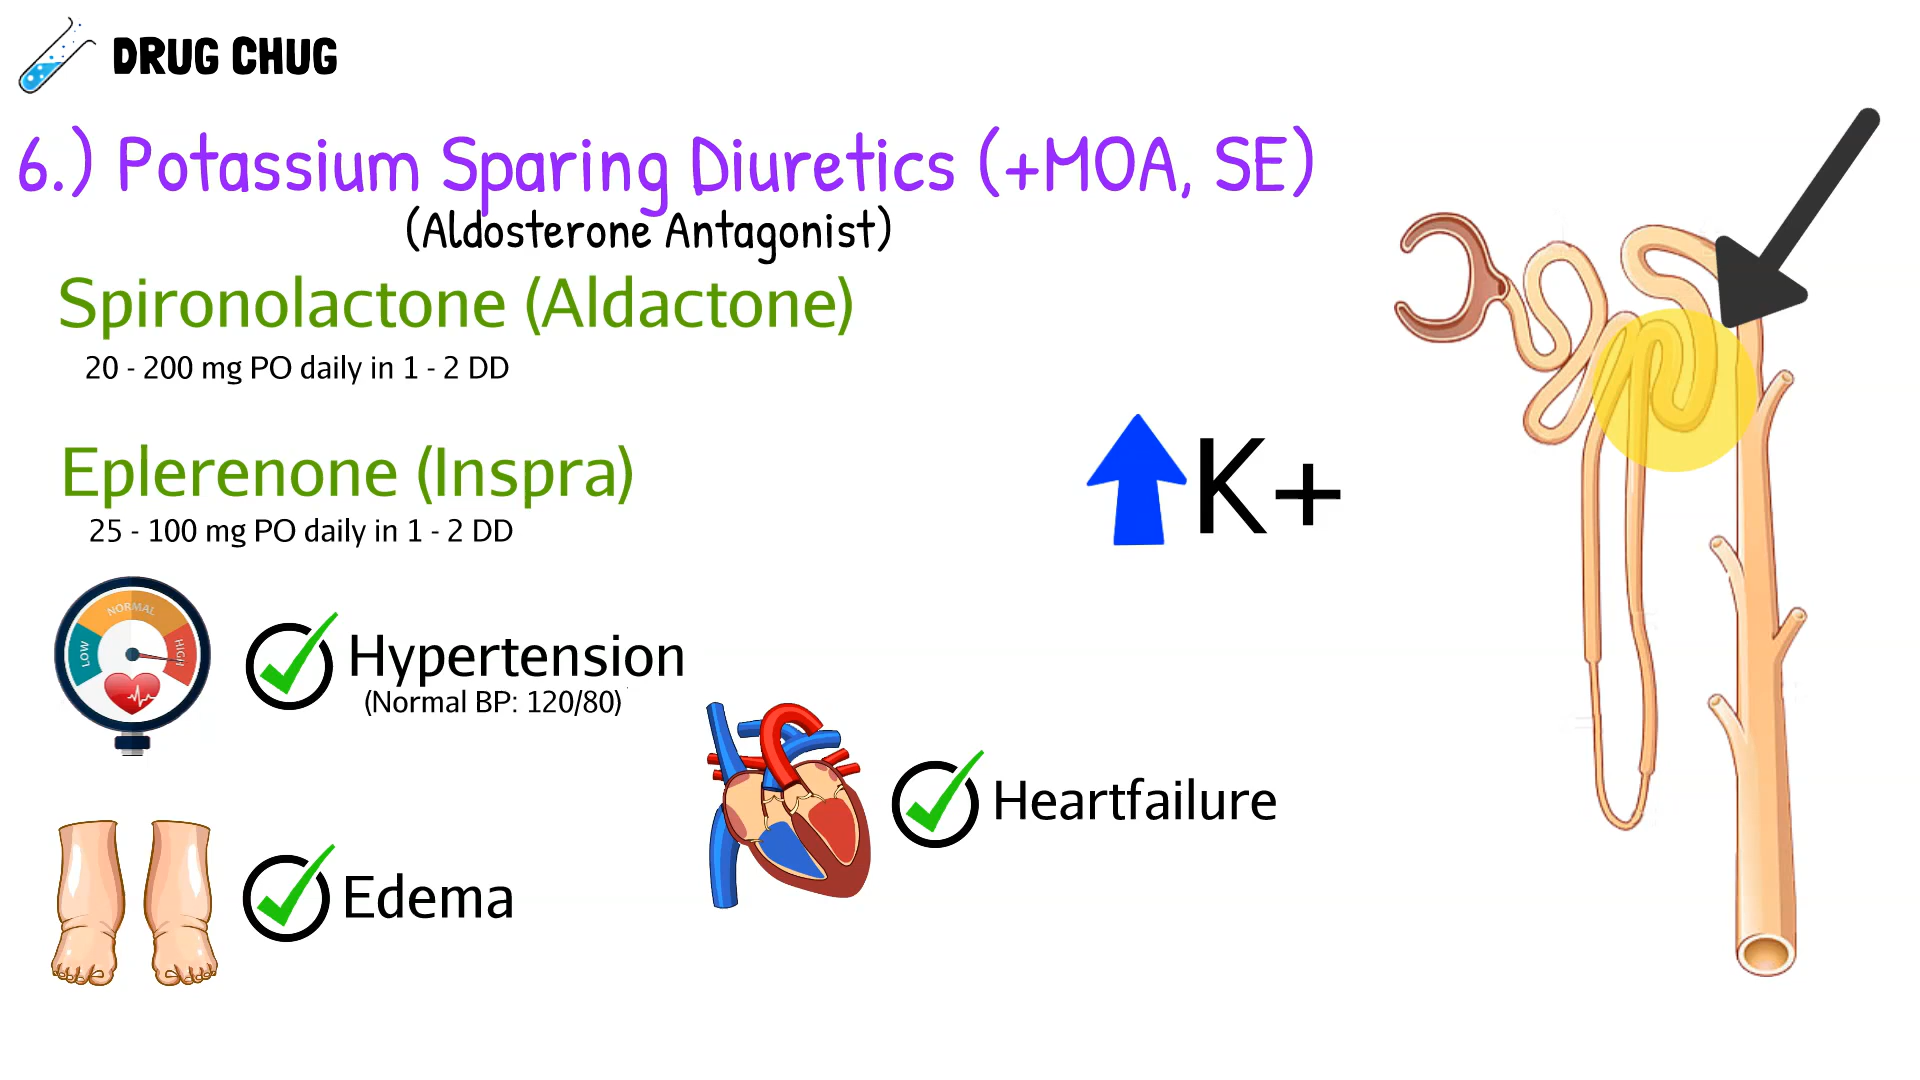 DRUG CHUG
6.) Potassium Sparing Diuretics (+MOA, SE)
(Aldosterone Antagonist)
Spironolactone (Aldactone)
20 - 200 mg PO daily in 1 - 2 DD
Eplerenone (Inspra)
25 - 100 mg PO daily in 1 - 2 DD
K+
LOW
NORMAL
HIGH
Hypertension
(Normal BP: 120/80)
Heartfailure
Edema